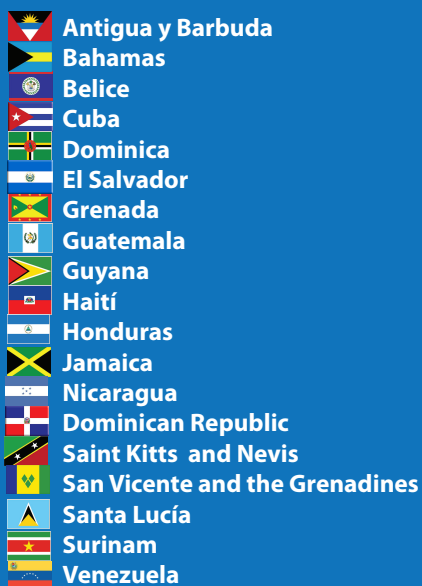 Antigua y Barbuda
Bahamas
Belice
Cuba
Dominica
El Salvador
Grenada
Guatemala
Guyana
Haití
Honduras
Jamaica
Nicaragua
Dominican Republic
Saint Kitts and Nevis
San Vicente and the Grenadines
Santa Lucía
Surinam
Venezuela